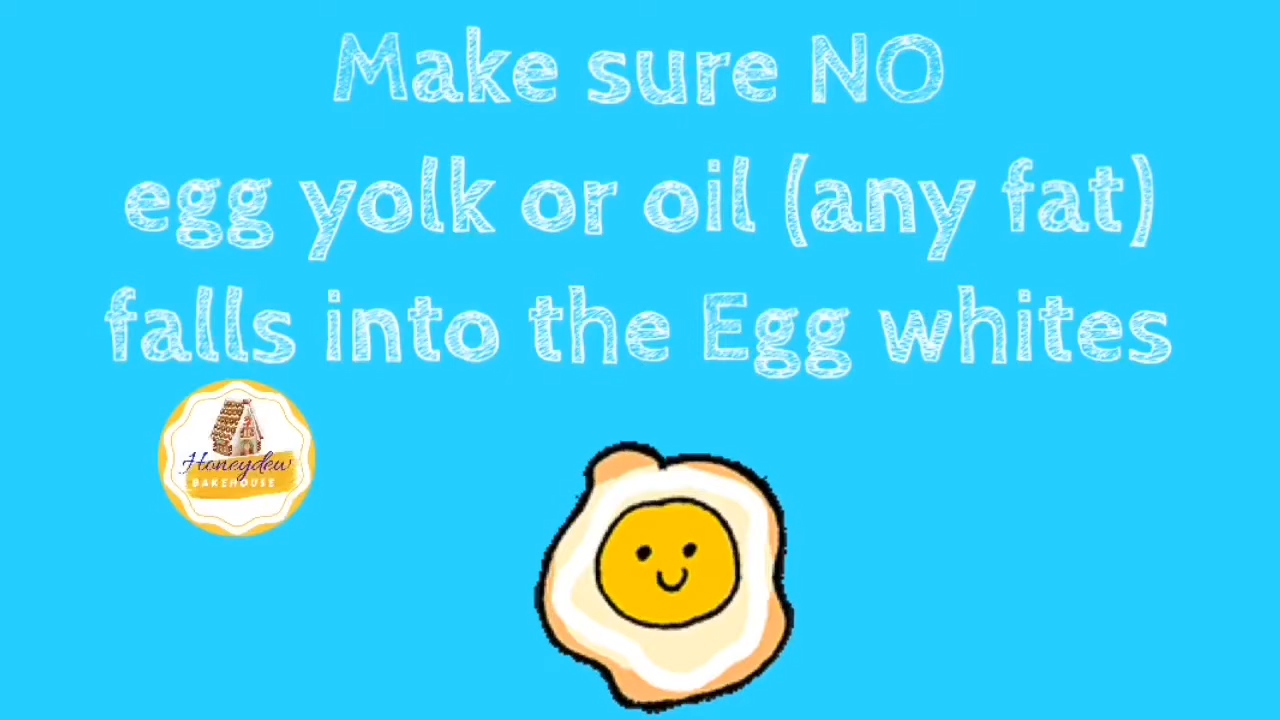 Make sure NO
egg yolk or oil (any fat)
falls into the Egg whites
Honeydew
BAKEHOUSE